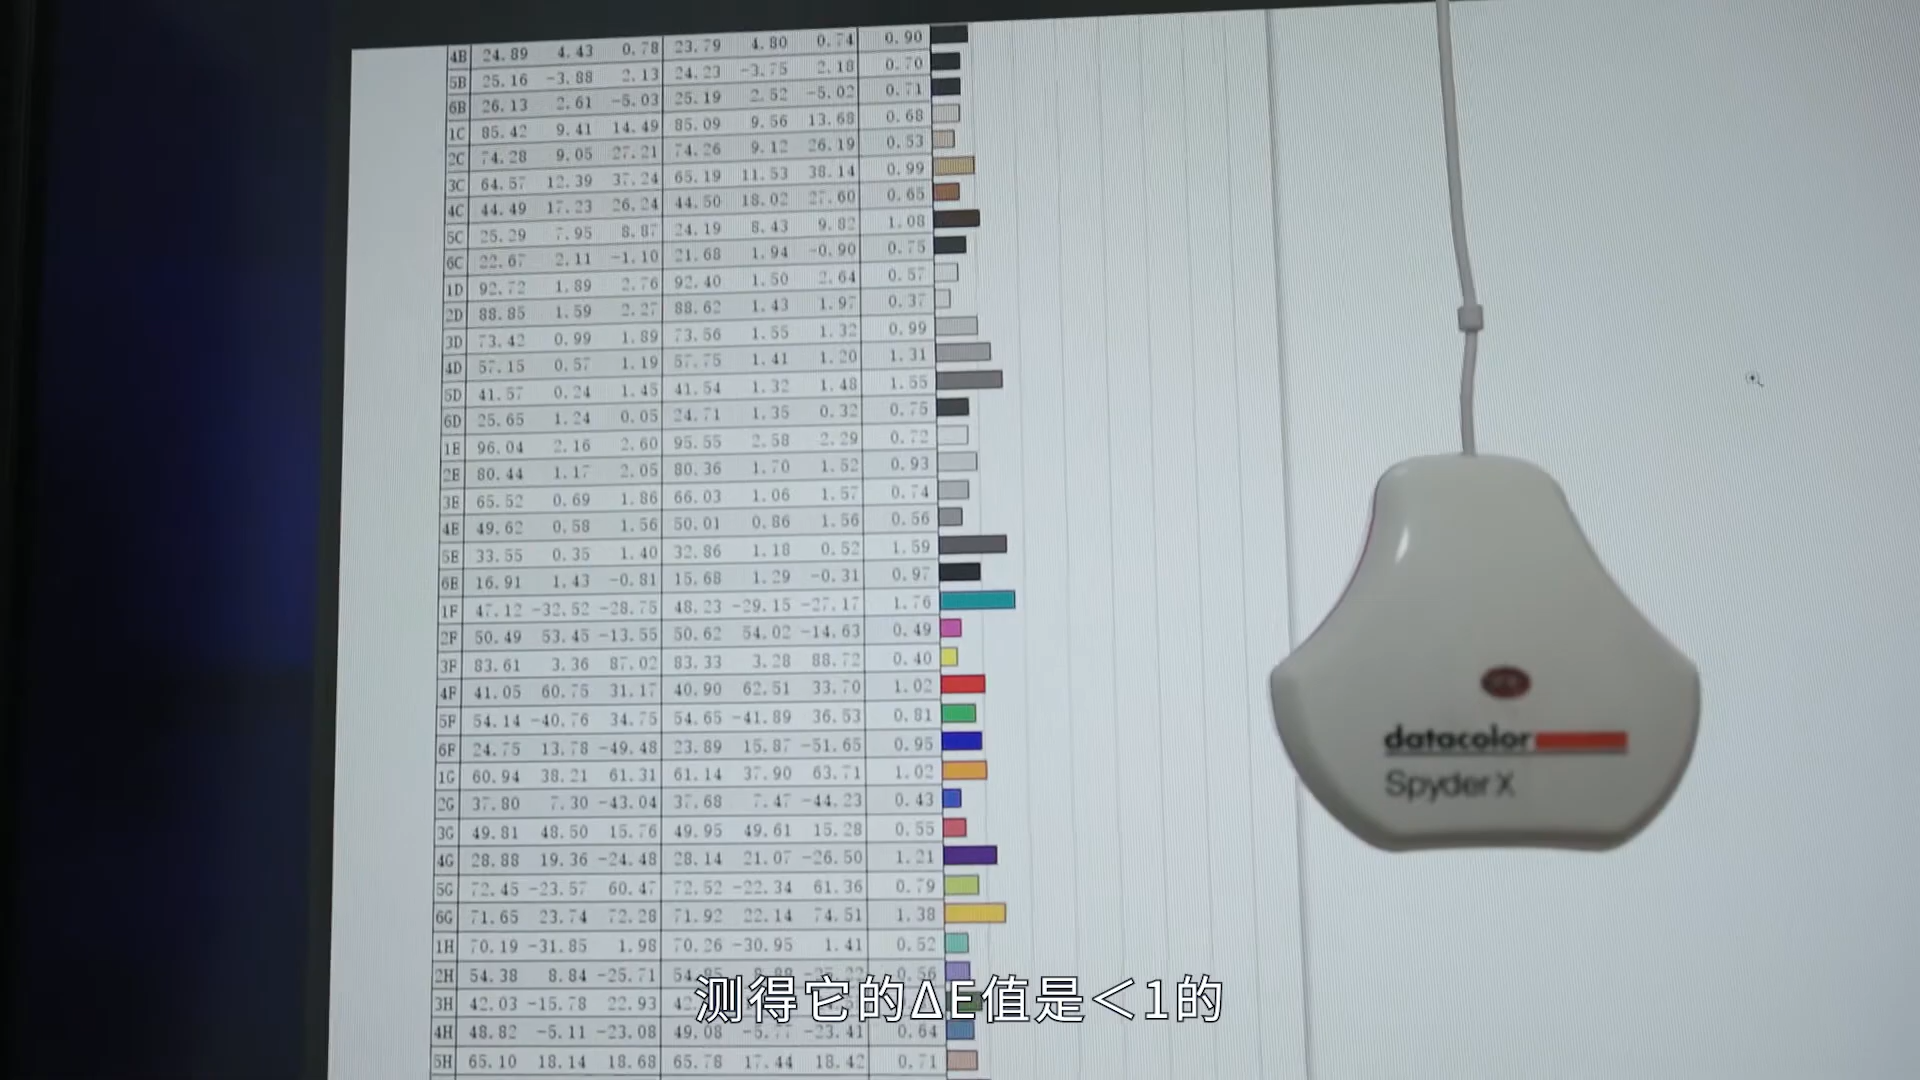 4B 24.89 4.43 0.78 23.79 4.80 0.74 0.90
5B 25.16 -3.88 2.13 24.23 -3.75 2.18 0.70
6B 26.13 2.61 -5.03 25.19 2.52 -5.02 0.71
1C 85.42 9.41 14.49 85.09 9.56 13.68 0.68
2C 74.28 9.05 27.21 74.26 9.12 26.19 0.53
3C 64.57 12.39 37.24 65.19 11.53 38.14 0.99
4C 44.49 17.23 26.24 44.50 18.02 27.60 0.65
5C 25.29 7.95 8.87 24.19 8.43 9.82 1.08
6C 22.67 2.11 -1.10 21.68 1.94 -0.90 0.75
1D 92.72 1.89 2.76 92.40 1.50 2.64 0.57
2D 88.85 1.59 2.27 88.62 1.43 1.97 0.37
3D 73.42 0.99 1.89 73.56 1.55 1.32 0.99
4D 57.15 0.57 1.19 57.75 1.41 1.20 1.31
5D 41.57 0.24 1.45 41.54 1.32 1.48 1.55
6D 25.65 1.24 0.05 24.71 1.35 0.32 0.75
1E 96.04 2.16 2.60 95.55 2.58 2.29 0.72
2E 80.44 1.17 2.05 80.36 1.70 1.52 0.93
3E 65.52 0.69 1.86 66.03 1.06 1.57 0.74
4E 49.62 0.58 1.56 50.01 0.86 1.56 0.56
5E 33.55 0.35 1.40 32.86 1.18 0.52 1.59
6E 16.91 1.43 -0.81 15.68 1.29 -0.31 0.97
1F 47.12 -32.52 -28.75 48.23 -29.15 -27.17 1.76
2F 50.49 53.45 -13.55 50.62 54.02 -14.63 0.49
3F 83.61 3.36 87.02 83.33 3.28 88.72 0.40
4F 41.05 60.75 31.17 40.90 62.51 33.70 1.02
5F 54.14 -40.76 34.75 54.65 -41.89 36.53 0.81
6F 24.75 13.78 -49.48 23.89 15.87 -51.65 0.95
1G 60.94 38.21 61.31 61.14 37.90 63.71 1.02
2G 37.80 7.30 -43.04 37.68 7.47 -44.23 0.43
3G 49.81 48.50 15.76 49.95 49.61 15.28 0.55
4G 28.88 19.36 -24.48 28.14 21.07 -26.50 1.21
5G 72.45 -23.57 60.47 72.52 -22.34 61.36 0.79
6G 71.65 23.74 72.28 71.92 22.14 74.51 1.38
1H 70.19 -31.85 1.98 70.26 -30.95 1.41 0.52
2H 54.38 8.84 -25.71 0.56
3H 42.03 -15.78 22.93
4H 48.82 -5.11 -23.08 49.08 -5.77 -23.41 0.64
5H 65.10 18.14 18.68 65.78 17.44 18.42 0.71
datacolor
Spyder X
测得它的ΔE值是＜1的